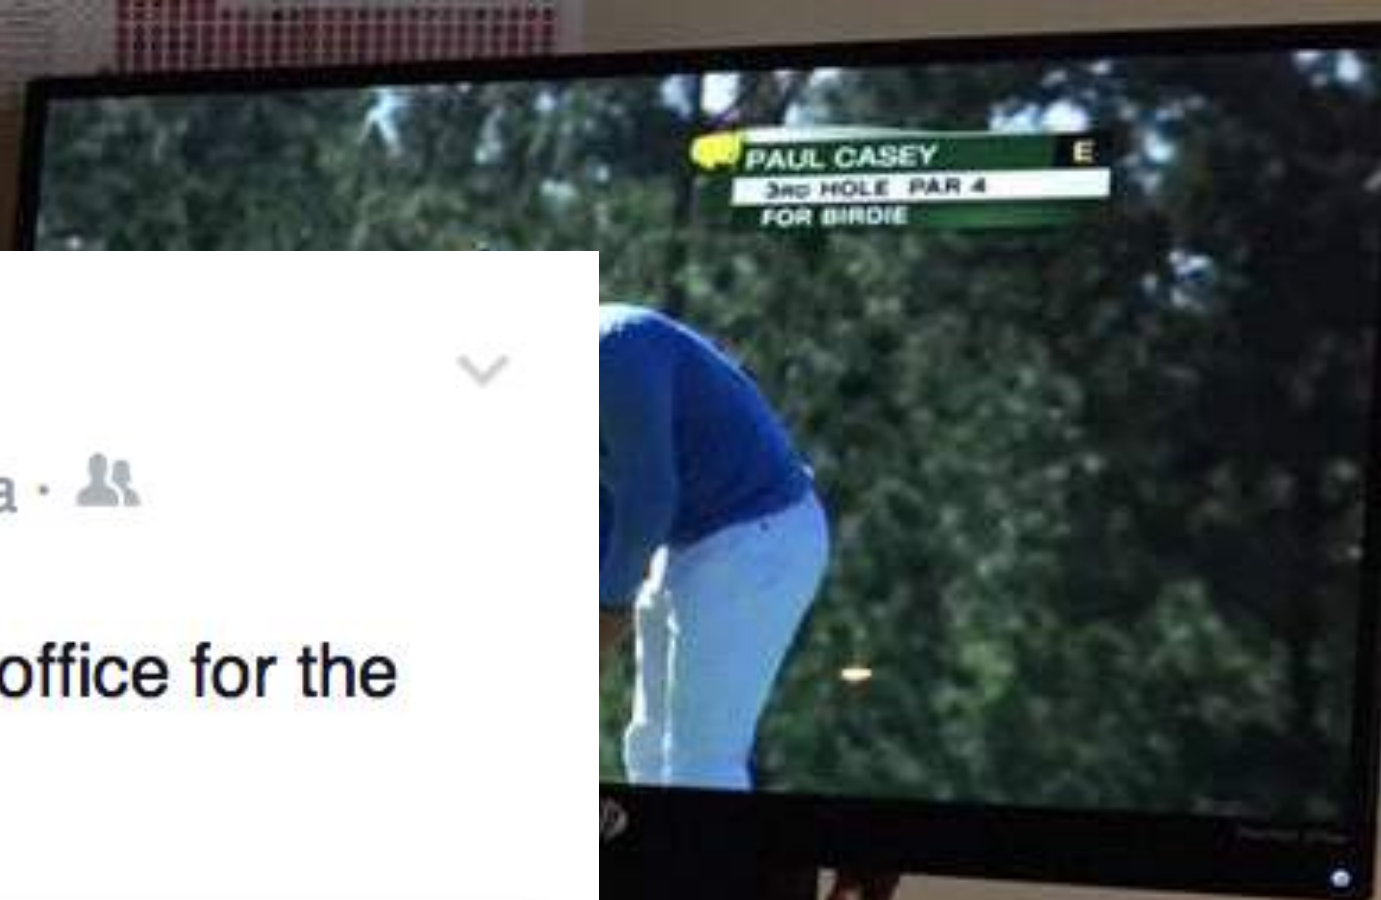 PAUL CASEY E
3RD HOLE PAR 4
FOR BIRDIE
a ·
office for the